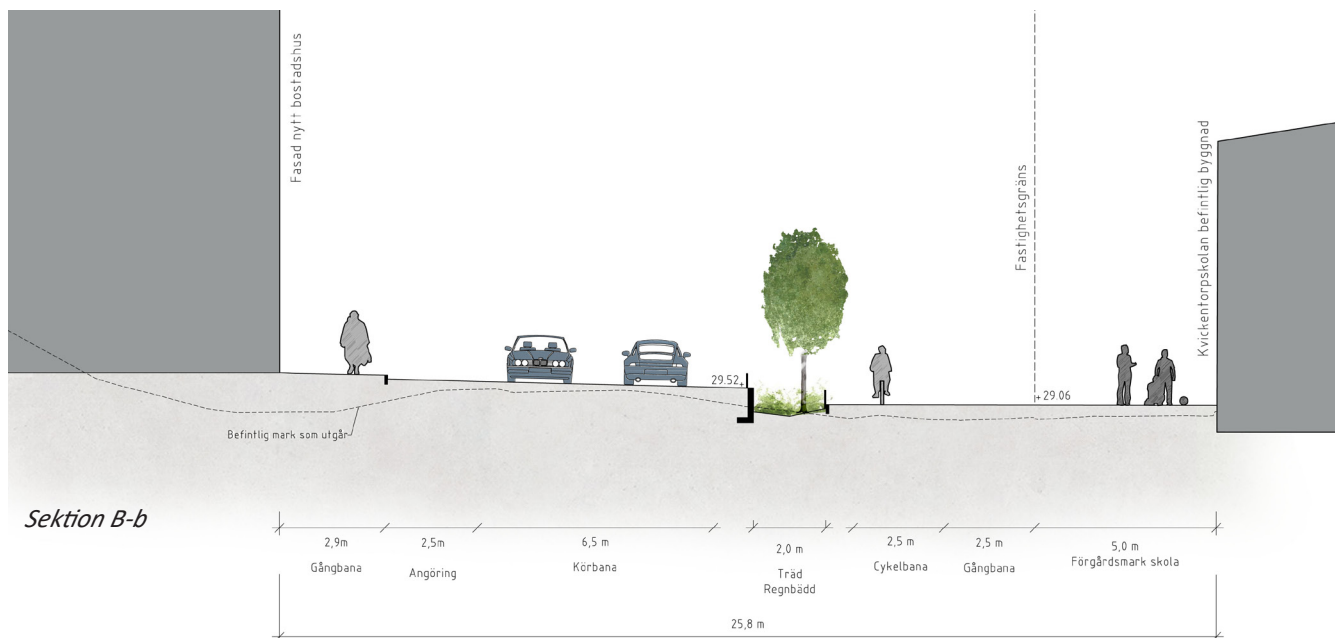 Fasad nytt bostadshus
Fastighetsgräns
Kvickentorpskolan befintlig byggnad
29.52
29.06
Befintlig mark som utgår
Sektion B-b
2,9m
Gångbana
2,5m
Angöring
6,5 m
Körbana
2,0 m
Träd
Regnbädd
2,5 m
Cykelbana
2,5 m
Gångbana
5,0 m
Förgårdsmark skola
25,8 m